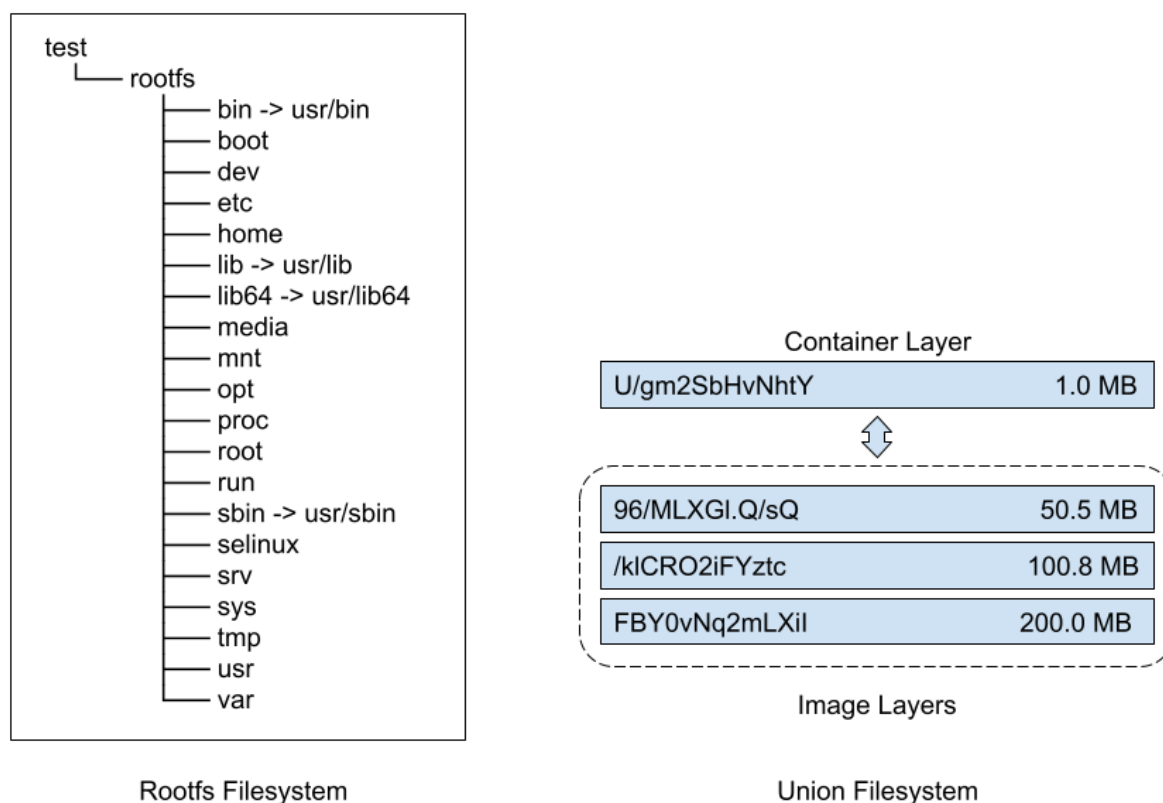 test
rootfs
bin -> usr/bin
boot
dev
etc
home
lib -> usr/lib
lib64 -> usr/lib64
media
mnt
opt
proc
root
run
sbin -> usr/sbin
selinux
srv
sys
tmp
usr
var
Rootfs Filesystem
Container Layer
U/gm2SbHvNhtY 1.0 MB
96/MLXGl.Q/sQ 50.5 MB
/klCRO2iFYztc 100.8 MB
FBY0vNq2mLXiI 200.0 MB
Image Layers
Union Filesystem